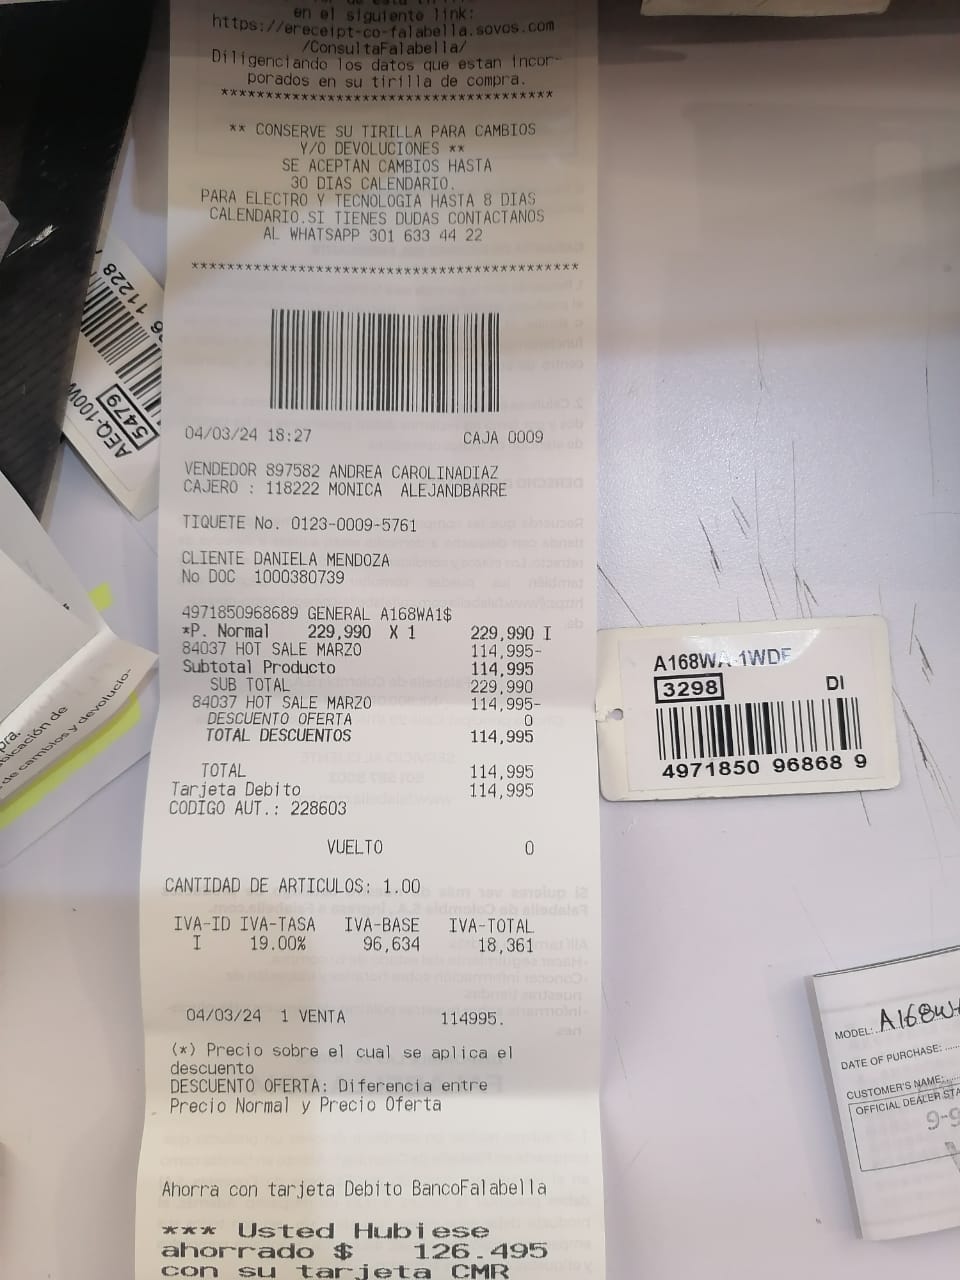 en el siguiente link:
https://ereceipt-co-falabella.sovos.com
/ConsultaFalabella/
Diligenciando los datos que estan incor-
porados en su tirilla de compra.
*****************************************
** CONSERVE SU TIRILLA PARA CAMBIOS
Y/O DEVOLUCIONES **
SE ACEPTAN CAMBIOS HASTA
30 DIAS CALENDARIO.
PARA ELECTRO Y TECNOLOGIA HASTA 8 DIAS
CALENDARIO.SI TIENES DUDAS CONTACTANOS
AL WHATSAPP 301 633 44 22
*******************************************
04/03/24 18:27 CAJA 0009
VENDEDOR 897582 ANDREA CAROLINADIAZ
CAJERO : 118222 MONICA ALEJANDBARRE
TIQUETE No. 0123-0009-5761
CLIENTE DANIELA MENDOZA
No DOC 1000380739
4971850968689 GENERAL A168WA1$
*P. Normal 229,990 X 1 229,990 I
84037 HOT SALE MARZO 114,995-
Subtotal Producto 114,995
SUB TOTAL 229,990
84037 HOT SALE MARZO 114,995-
DESCUENTO OFERTA 0
TOTAL DESCUENTOS 114,995
TOTAL 114,995
Tarjeta Debito 114,995
CODIGO AUT.: 228603
VUELTO 0
CANTIDAD DE ARTICULOS: 1.00
IVA-ID IVA-TASA IVA-BASE IVA-TOTAL
I 19.00% 96,634 18,361
04/03/24 1 VENTA 114995.
(*) Precio sobre el cual se aplica el
descuento
DESCUENTO OFERTA: Diferencia entre
Precio Normal y Precio Oferta
Ahorra con tarjeta Debito BancoFalabella
*** Usted Hubiese
ahorrado $ 126.495
con su tarjeta CMR
11228
5479
AEQ-100W
de cambios y devolucio-
A168WA-1WDF
3298 DI
4971850 96868 9
MODEL: A168W
DATE OF PURCHASE:
CUSTOMER'S NAME:
OFFICIAL DEALER STA